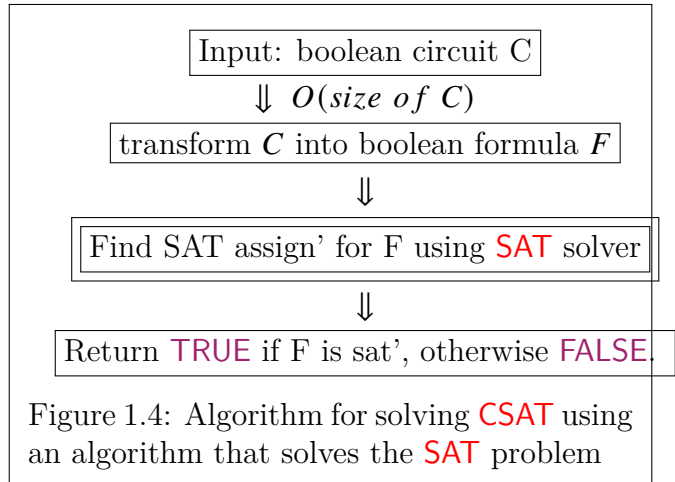 Input: boolean circuit C
⇓ O(size of C)
transform C into boolean formula F
⇓
Find SAT assign' for F using SAT solver
⇓
Return TRUE if F is sat', otherwise FALSE.
Figure 1.4: Algorithm for solving CSAT using
an algorithm that solves the SAT problem